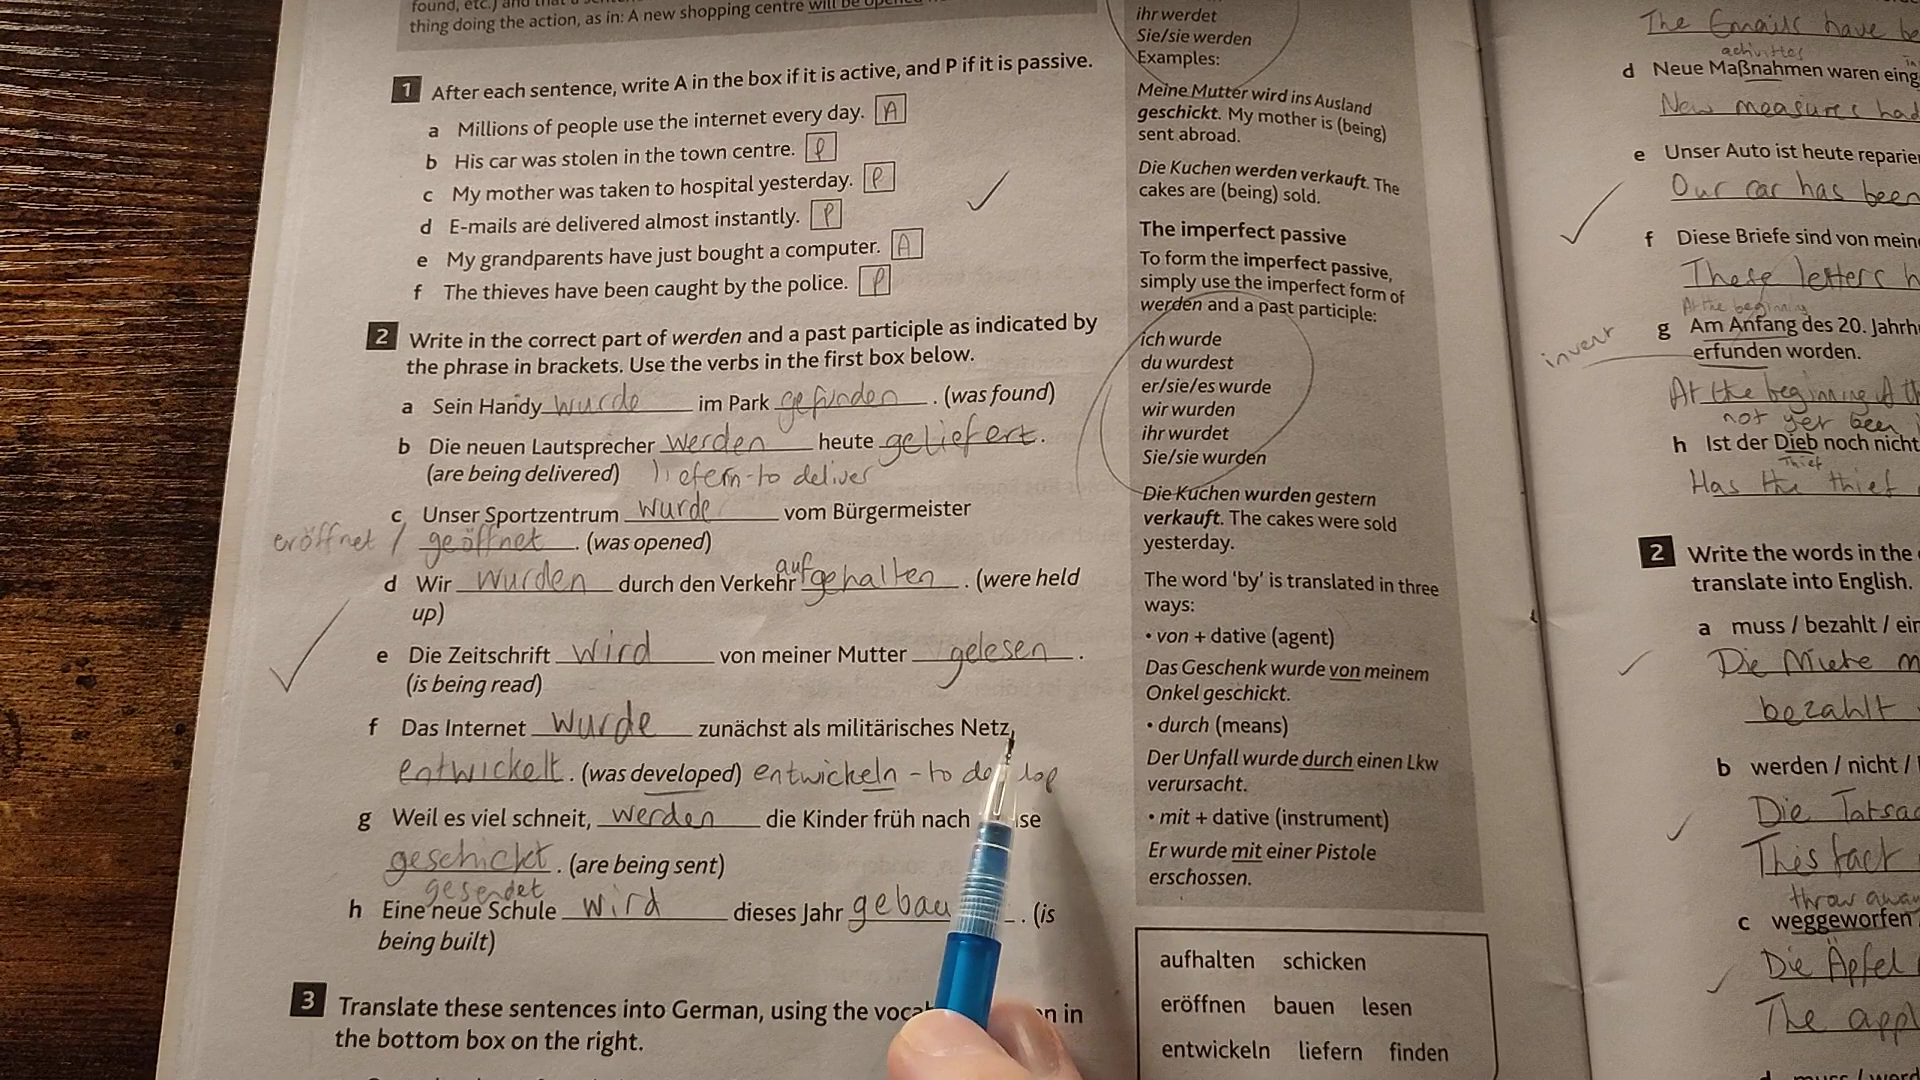 found, etc.) and that a sentence
thing doing the action, as in: A new shopping centre will be opened
1 After each sentence, write A in the box if it is active, and P if it is passive.
a Millions of people use the internet every day. A
b His car was stolen in the town centre. P
c My mother was taken to hospital yesterday. P
d E-mails are delivered almost instantly. P
e My grandparents have just bought a computer. A
f The thieves have been caught by the police. P
2 Write in the correct part of werden and a past participle as indicated by
the phrase in brackets. Use the verbs in the first box below.
a Sein Handy wurde im Park gefunden. (was found)
b Die neuen Lautsprecher werden heute geliefert.
(are being delivered) liefern - to deliver
c Unser Sportzentrum wurde vom Bürgermeister
eröffnet / geöffnet. (was opened)
d Wir wurden durch den Verkehr aufgehalten. (were held
up)
e Die Zeitschrift wird von meiner Mutter gelesen.
(is being read)
f Das Internet wurde zunächst als militärisches Netz,
entwickelt. (was developed) entwickeln - to
g Weil es viel schneit, werden die Kinder früh nach
geschickt. (are being sent)
gesendet
h Eine neue Schule wird dieses Jahr gebau . (is
being built)
3 Translate these sentences into German, using the in
the bottom box on the right.
ihr werdet
Sie/sie werden
Examples:
Meine Mutter wird ins Ausland
geschickt. My mother is (being)
sent abroad.
Die Kuchen werden verkauft. The
cakes are (being) sold.
The imperfect passive
To form the imperfect passive,
simply use the imperfect form of
werden and a past participle:
ich wurde
du wurdest
er/sie/es wurde
wir wurden
ihr wurdet
Sie/sie wurden
Die Kuchen wurden gestern
verkauft. The cakes were sold
yesterday.
The word 'by' is translated in three
ways:
• von + dative (agent)
Das Geschenk wurde von meinem
Onkel geschickt.
• durch (means)
Der Unfall wurde durch einen Lkw
verursacht.
• mit + dative (instrument)
Er wurde mit einer Pistole
erschossen.
aufhalten schicken
eröffnen bauen lesen
entwickeln liefern finden
The Emails have be
activities
d Neue Maßnahmen waren eing
New measures had
e Unser Auto ist heute reparie
Our car has been
f Diese Briefe sind von mein
These letters h
At the beginning
invent
g Am Anfang des 20. Jahrh
erfunden worden.
At the beginning of th
not yet been
h Ist der Dieb noch nicht
Thief
Has the thief
2 Write the words in the
translate into English.
a muss / bezahlt / ein
Die Miete m
bezahlt
b werden / nicht /
Die Tatsac
This fact
throw away
c weggeworfen
Die Äpfel
The appl
d muss / werd